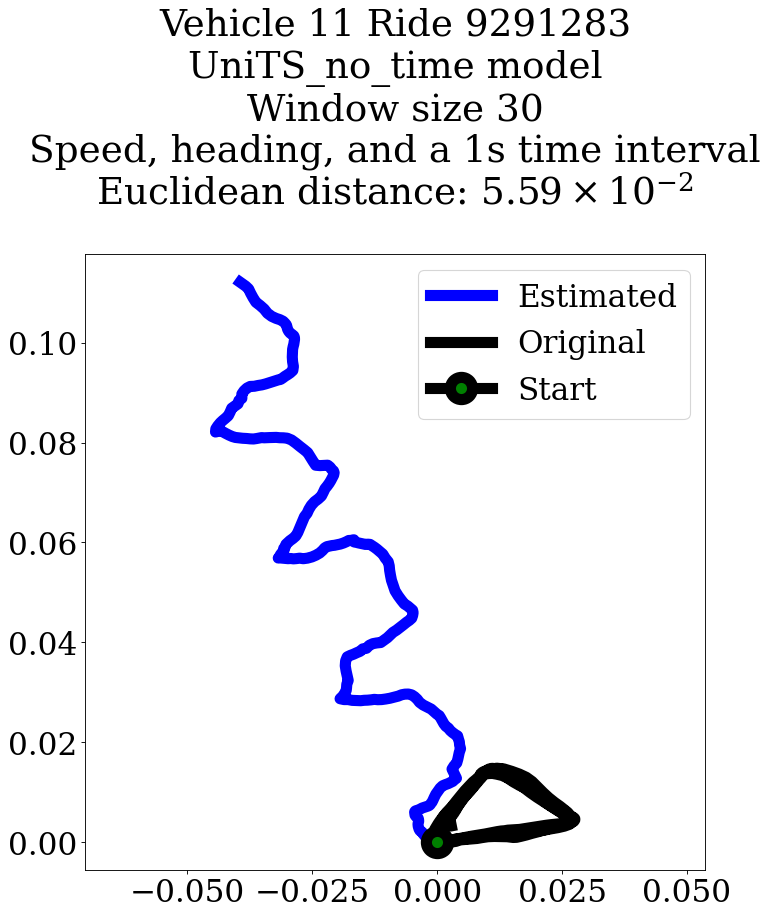 Vehicle 11 Ride 9291283
UniTS_no_time model
Window size 30
Speed, heading, and a 1s time interval
Euclidean distance: 5.59 × 10⁻²
Estimated
Original
Start
0.10
0.08
0.06
0.04
0.02
0.00
−0.050 −0.025 0.000 0.025 0.050